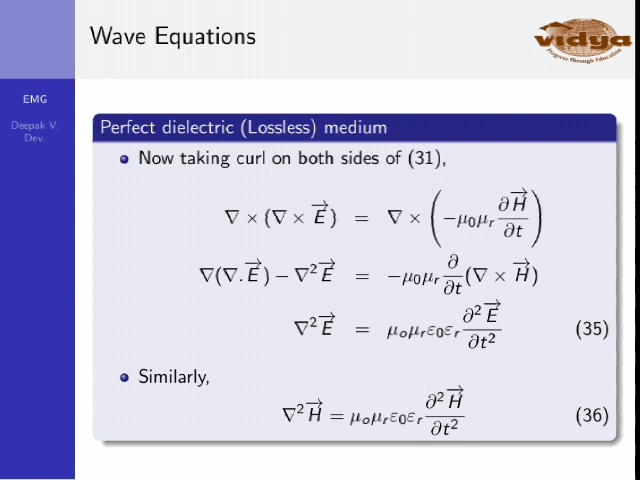 Wave Equations
vidya
Progress Through Education
EMG
Deepak V.
Dev.
Perfect dielectric (Lossless) medium
Now taking curl on both sides of (31),
∇ × (∇ × E⃗) = ∇ × (−μ₀μᵣ ∂H⃗/∂t)
∇(∇.E⃗) − ∇²E⃗ = −μ₀μᵣ ∂/∂t (∇ × H⃗)
∇²E⃗ = μₒμᵣε₀εᵣ ∂²E⃗/∂t² (35)
Similarly,
∇²H⃗ = μₒμᵣε₀εᵣ ∂²H⃗/∂t² (36)